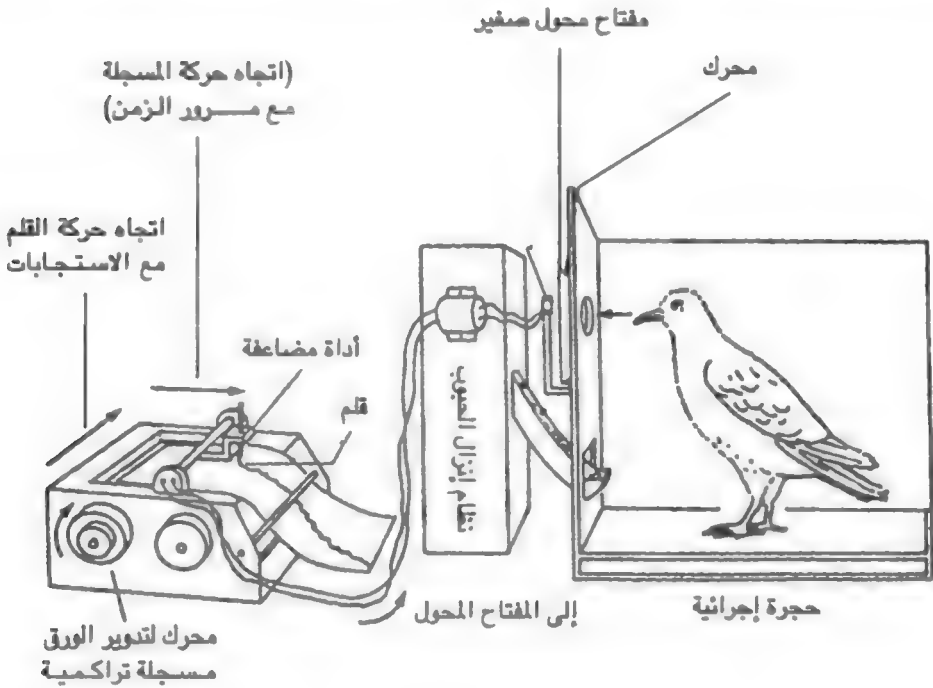 مفتاح محول صغير
محرك
(اتجاه حركة المسجلة
مع مـــرور الزمن)
اتجاه حركة القلم
مع الاستجابات
أداة مضاعفة
قلم
نظام إنزال الحبوب
إلى المفتاح المحول
حجرة إجرائية
محرك لتدوير الورق
مسجلة تراكمية